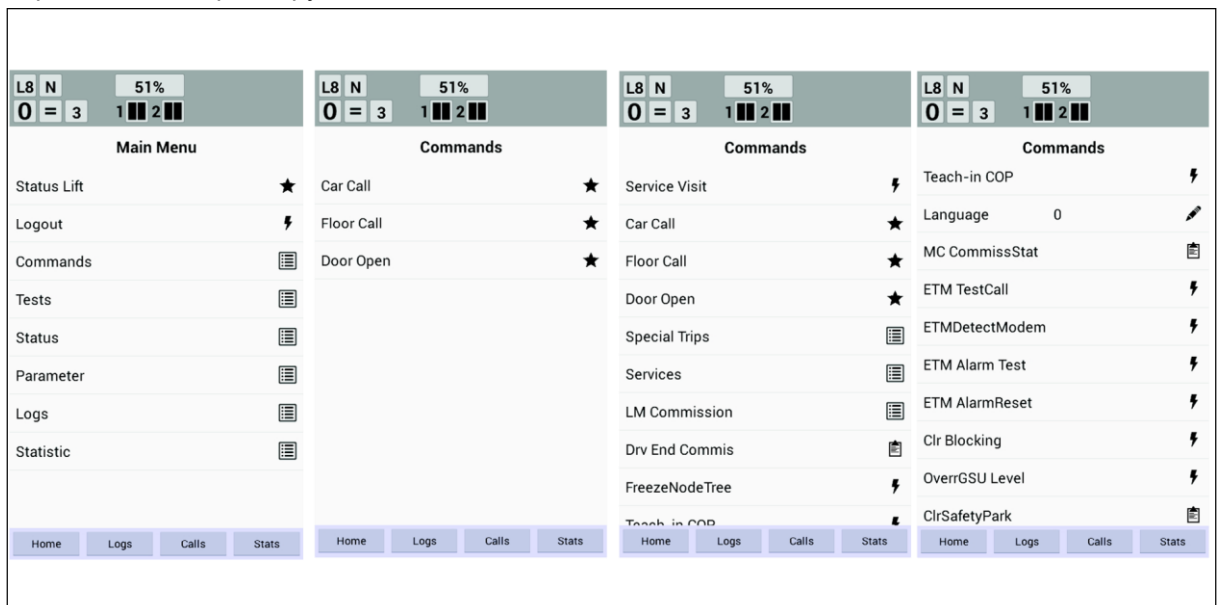 L8 N 51%
0 = 3 1 2
Main Menu
Status Lift
Logout
Commands
Tests
Status
Parameter
Logs
Statistic
Home Logs Calls Stats
L8 N 51%
0 = 3 1 2
Commands
Car Call
Floor Call
Door Open
Home Logs Calls Stats
L8 N 51%
0 = 3 1 2
Commands
Service Visit
Car Call
Floor Call
Door Open
Special Trips
Services
LM Commission
Drv End Commis
FreezeNodeTree
Teach-in COP
Home Logs Calls Stats
L8 N 51%
0 = 3 1 2
Commands
Teach-in COP
Language 0
MC CommissStat
ETM TestCall
ETMDetectModem
ETM Alarm Test
ETM AlarmReset
Clr Blocking
OverrGSU Level
ClrSafetyPark
Home Logs Calls Stats